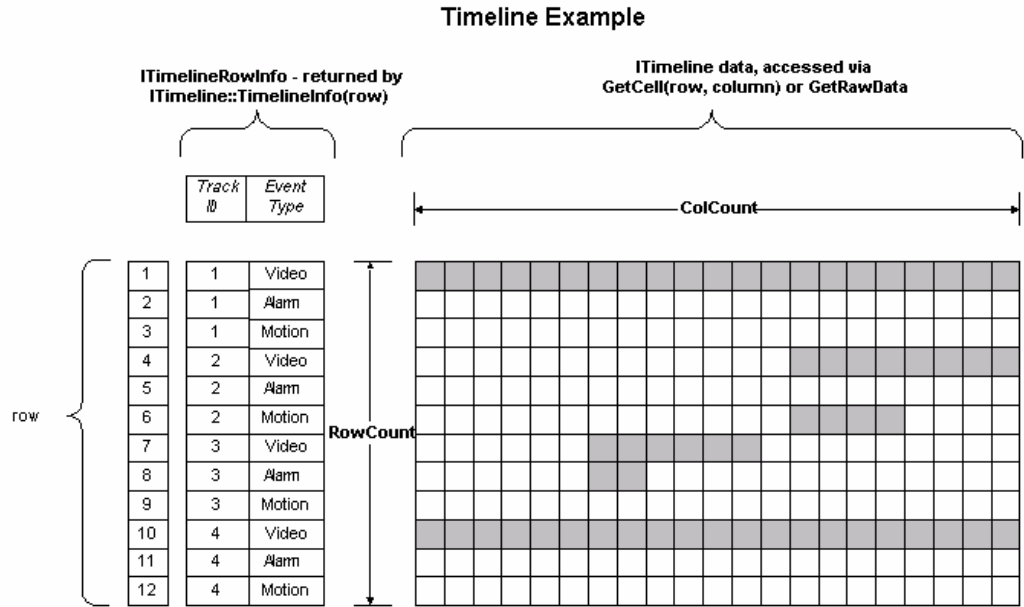 Timeline Example
ITimelineRowInfo - returned by
ITimeline::TimelineInfo(row)
ITimeline data, accessed via
GetCell(row, column) or GetRawData
Track ID Event Type
ColCount
row
RowCount
1 1 Video
2 1 Alarm
3 1 Motion
4 2 Video
5 2 Alarm
6 2 Motion
7 3 Video
8 3 Alarm
9 3 Motion
10 4 Video
11 4 Alarm
12 4 Motion